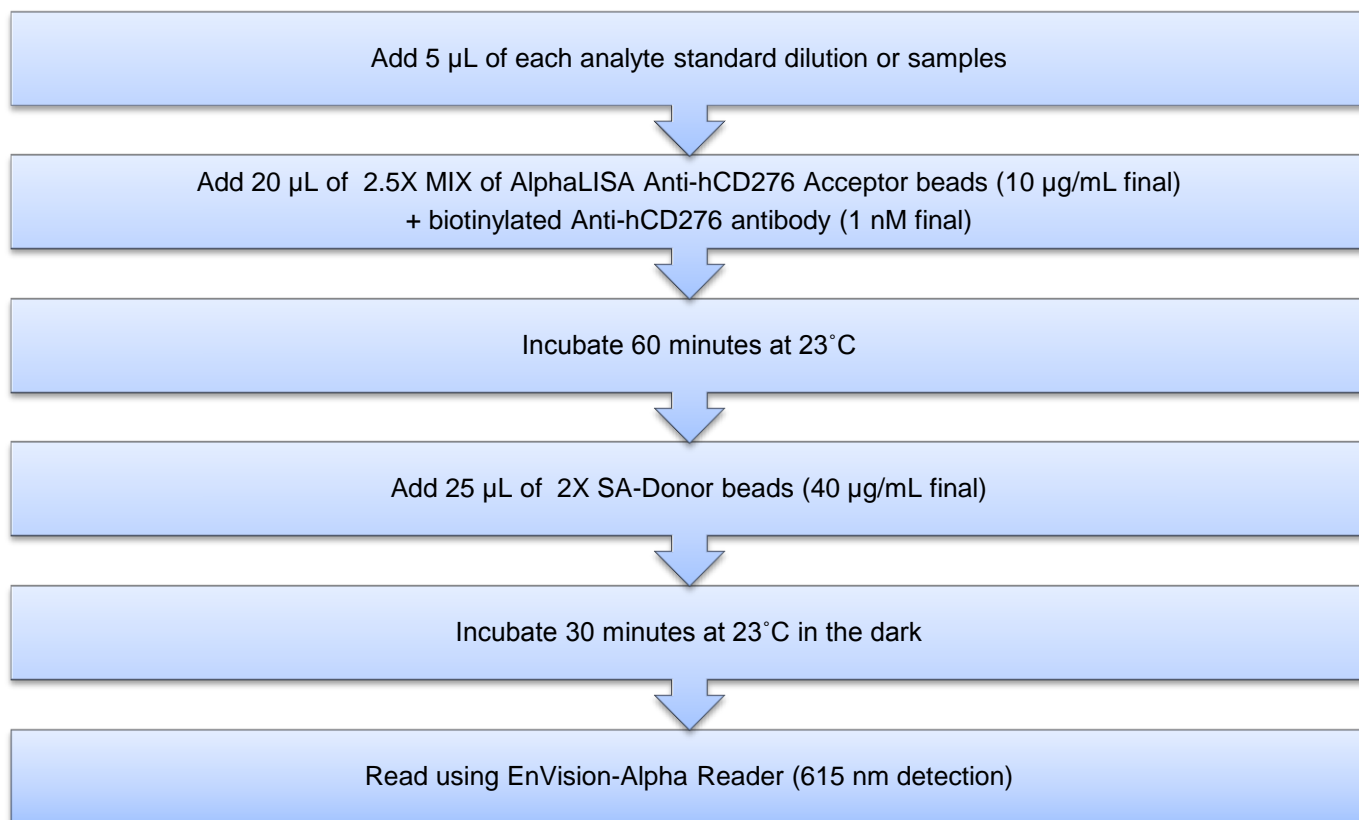 Add 5 µL of each analyte standard dilution or samples
Add 20 µL of  2.5X MIX of AlphaLISA Anti-hCD276 Acceptor beads (10 µg/mL final)
+ biotinylated Anti-hCD276 antibody (1 nM final)
Incubate 60 minutes at 23˚C
Add 25 µL of  2X SA-Donor beads (40 µg/mL final)
Incubate 30 minutes at 23˚C in the dark
Read using EnVision-Alpha Reader (615 nm detection)